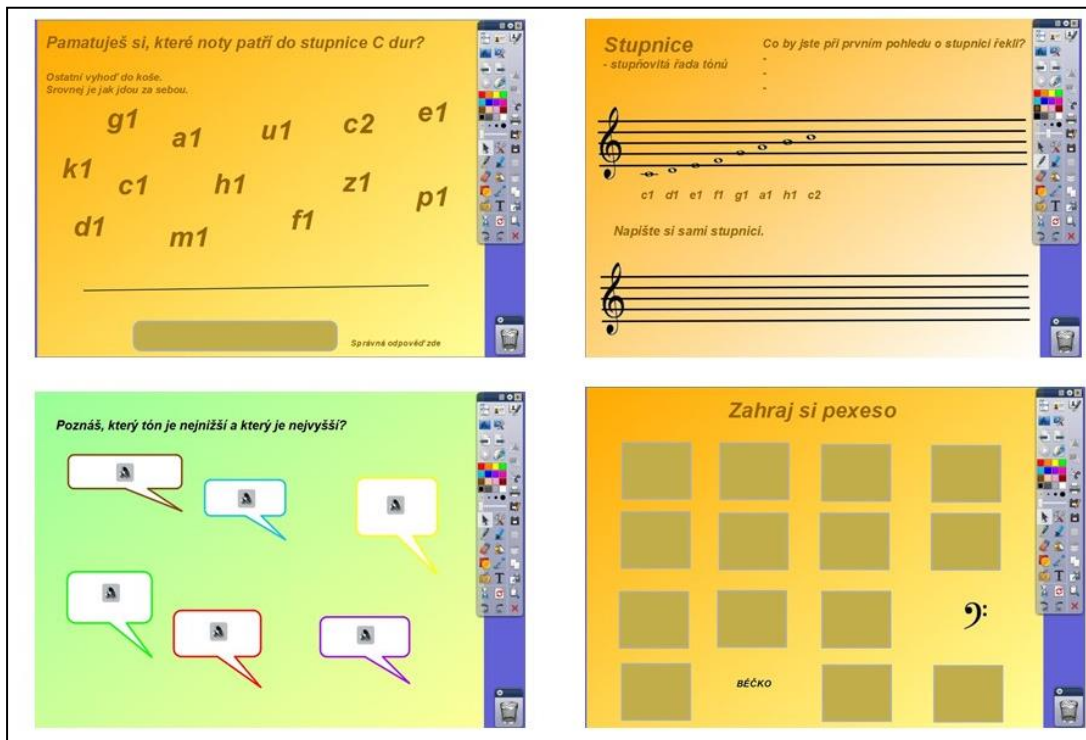 Pamatuješ si, které noty patří do stupnice C dur?
Ostatní vyhoď do koše.
Srovnej je jak jdou za sebou.
g1 a1 u1 c2 e1
k1 c1 h1 z1 p1
d1 m1 f1
Správná odpověď zde
Stupnice
- stupňovitá řada tónů
Co by jste při prvním pohledu o stupnici řekli?
-
-
-
c1 d1 e1 f1 g1 a1 h1 c2
Napište si sami stupnici.
Poznáš, který tón je nejnižší a který je nejvyšší?
Zahraj si pexeso
BÉČKO